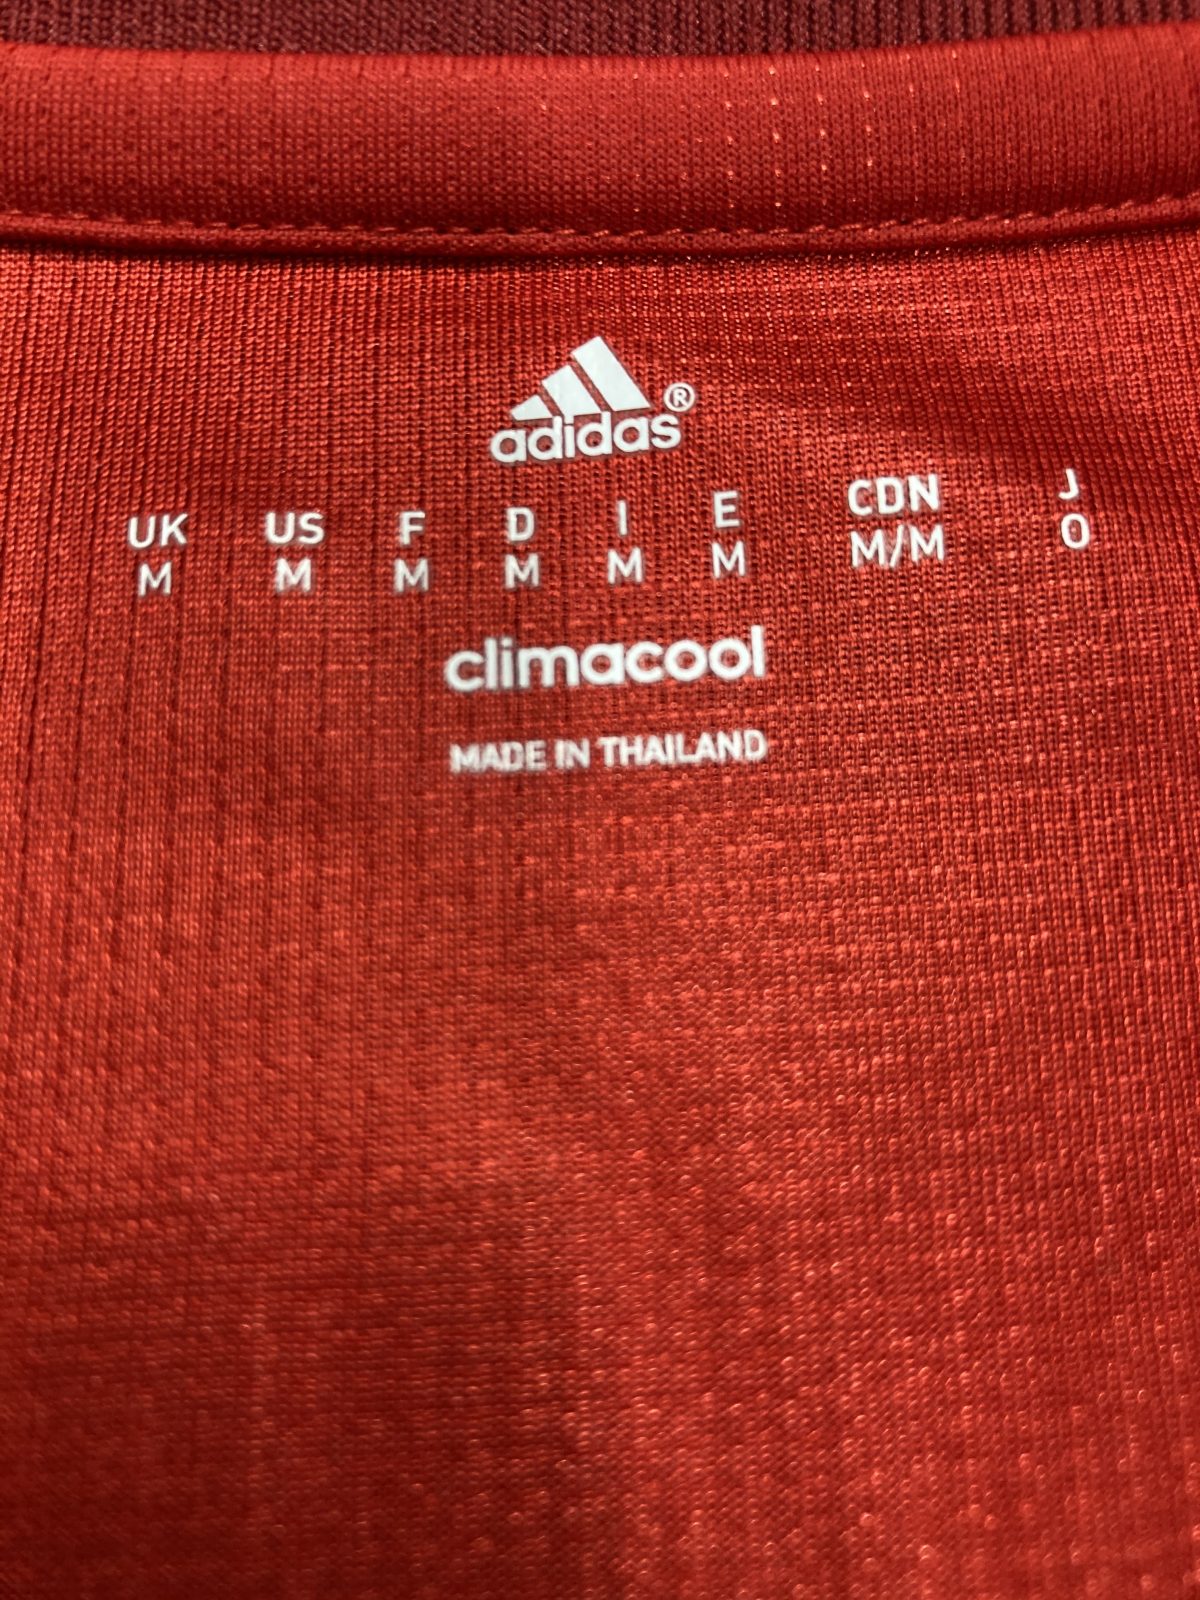 adidas®
UK US F D I E CDN J
M M M M M M M/M O
climacool
MADE IN THAILAND